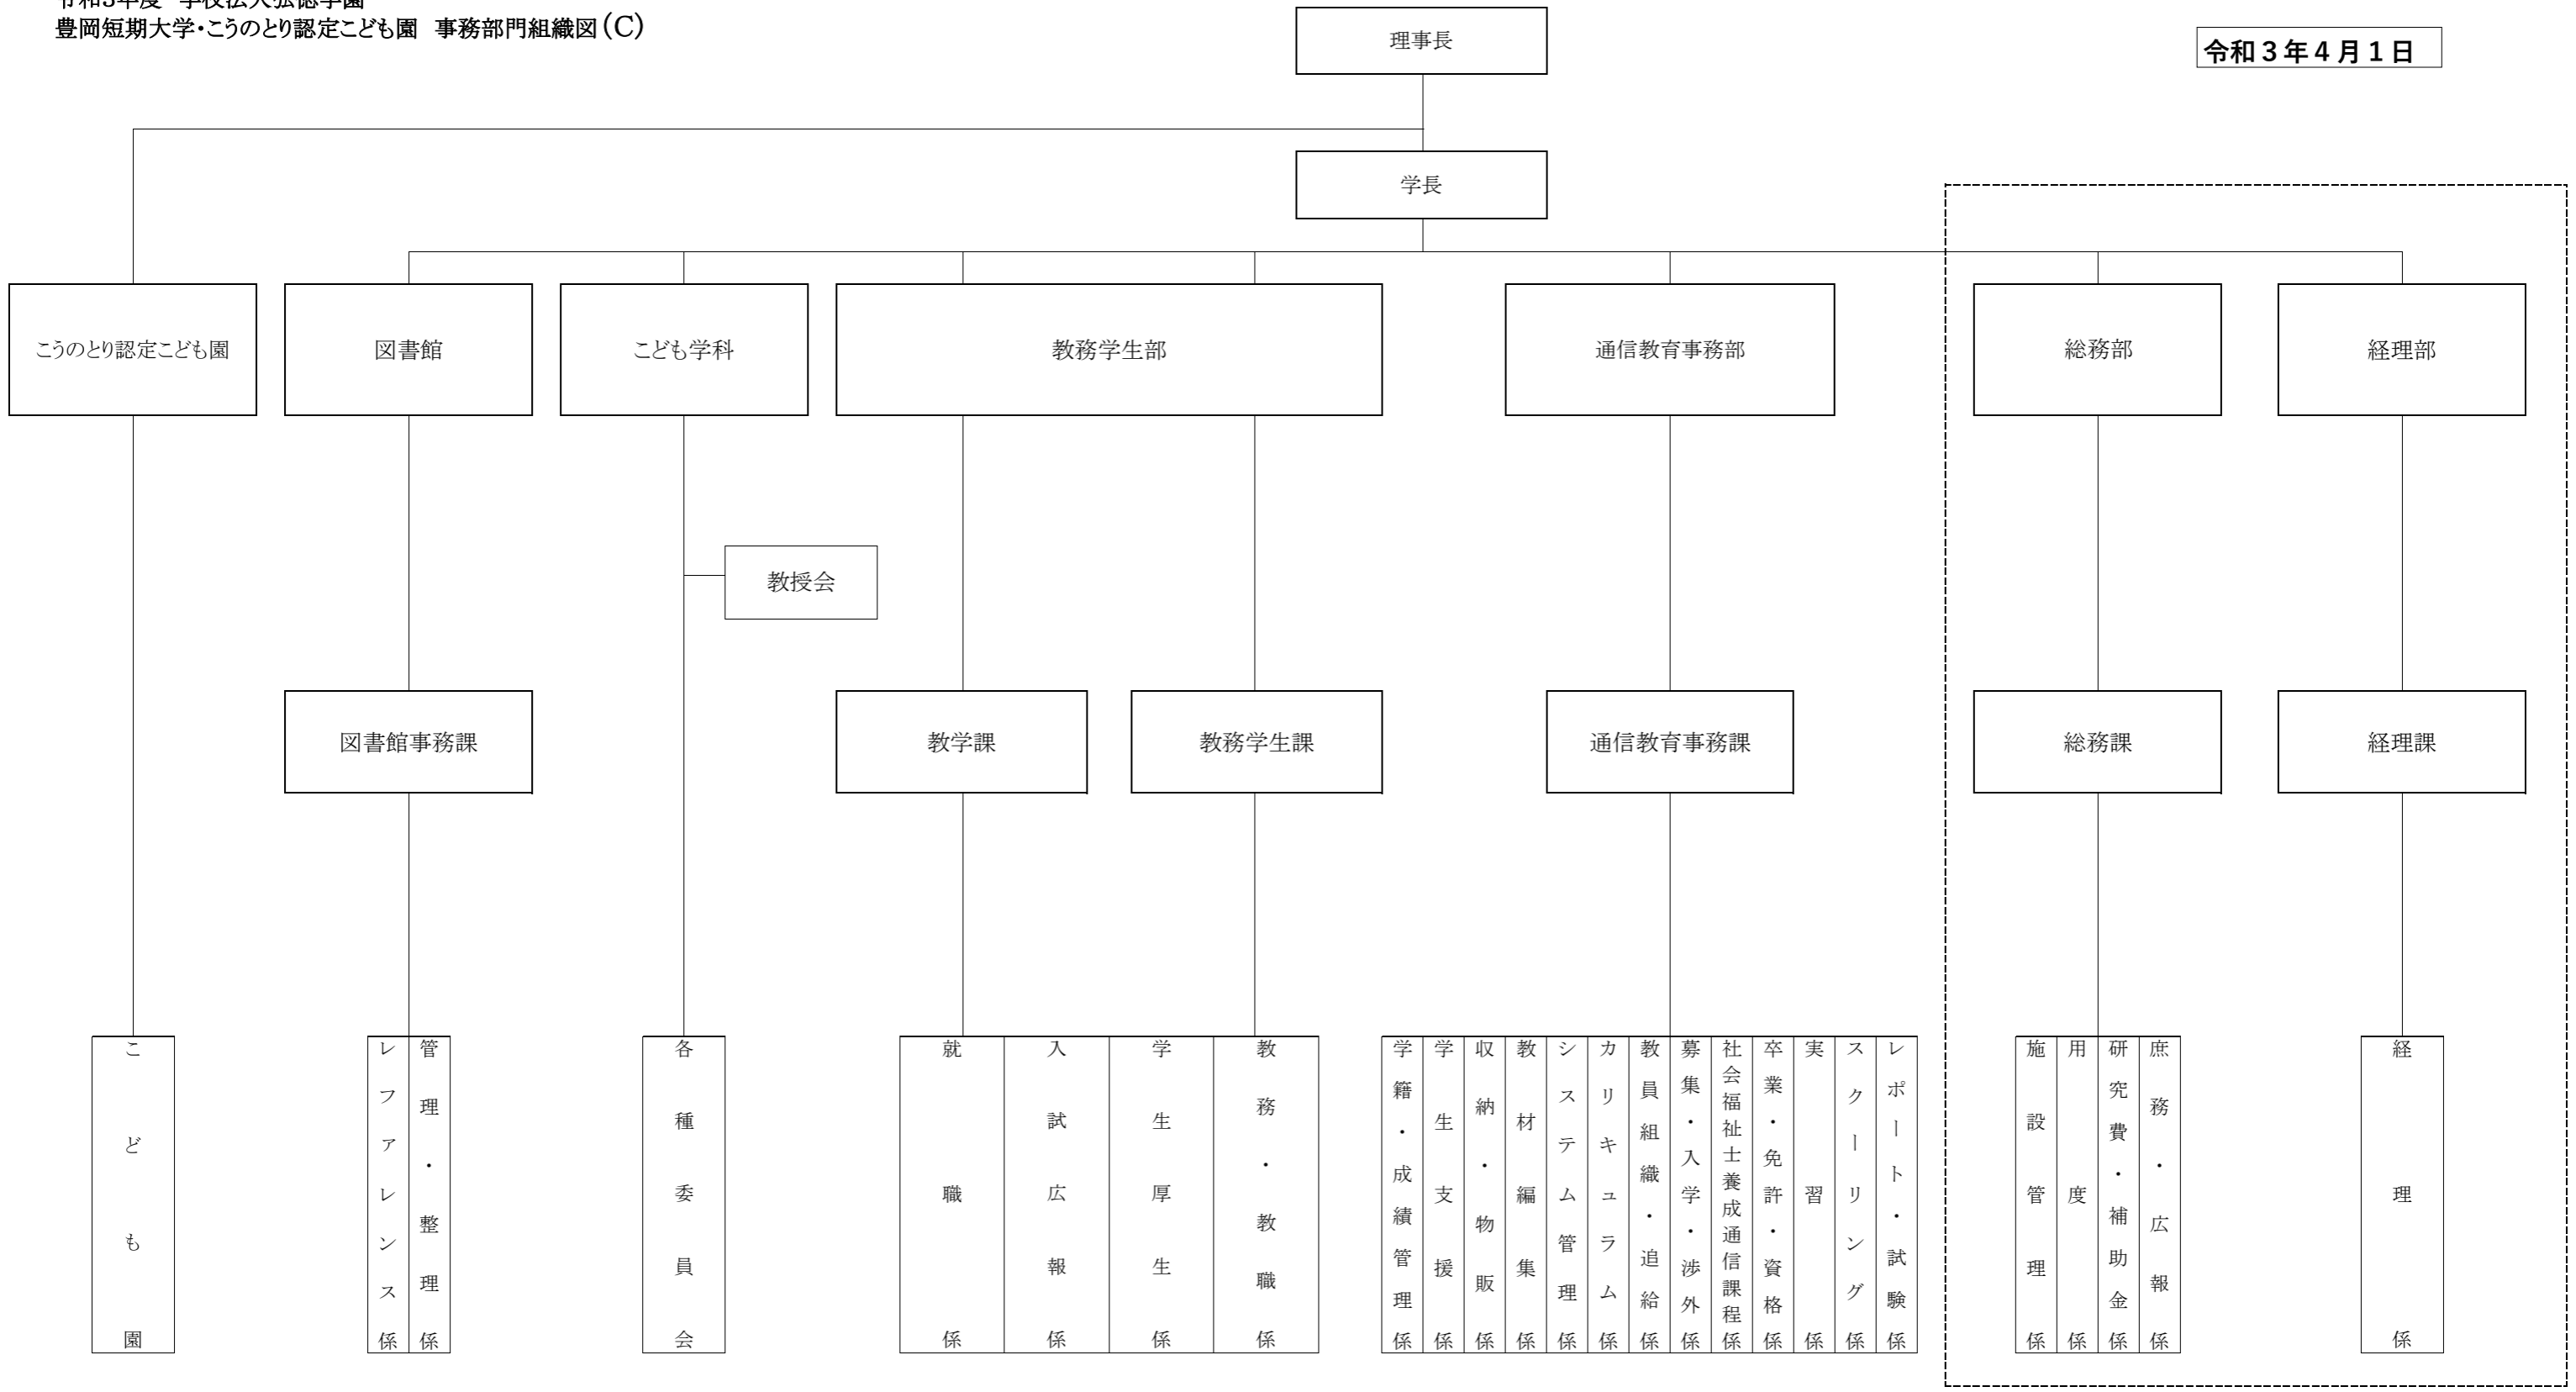 令和3年度 学校法人弘徳学園
豊岡短期大学・こうのとり認定こども園 事務部門組織図(C)
令和3年4月1日
理事長
学長
こうのとり認定こども園
図書館
こども学科
教務学生部
通信教育事務部
総務部
経理部
教授会
図書館事務課
教学課
教務学生課
通信教育事務課
総務課
経理課
こども園
レファレンス係
管理・整理係
各種委員会
就職係
入試広報係
学生厚生係
教務・教職係
学籍・成績管理係
学生支援係
収納・物販係
教材編集係
システム管理係
カリキュラム係
教員組織・追給係
募集・入学・渉外係
社会福祉士養成通信課程係
卒業・免許・資格係
実習係
スクーリング係
レポート・試験係
施設管理係
用度係
研究費・補助金係
庶務・広報係
経理係